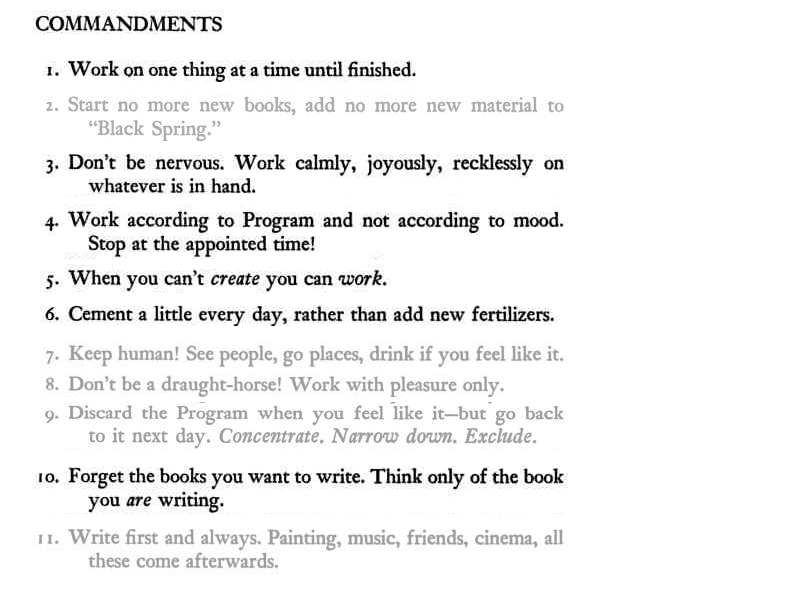 COMMANDMENTS
1. Work on one thing at a time until finished.
2. Start no more new books, add no more new material to
“Black Spring.”
3. Don’t be nervous. Work calmly, joyously, recklessly on
whatever is in hand.
4. Work according to Program and not according to mood.
Stop at the appointed time!
5. When you can’t create you can work.
6. Cement a little every day, rather than add new fertilizers.
7. Keep human! See people, go places, drink if you feel like it.
8. Don’t be a draught-horse! Work with pleasure only.
9. Discard the Program when you feel like it—but go back
to it next day. Concentrate. Narrow down. Exclude.
10. Forget the books you want to write. Think only of the book
you are writing.
11. Write first and always. Painting, music, friends, cinema, all
these come afterwards.